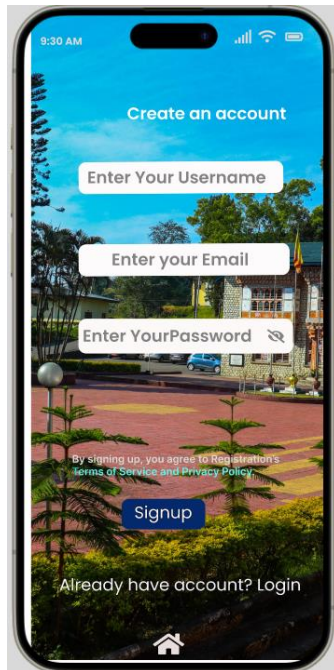 9:30 AM
Create an account
Enter Your Username
Enter your Email
Enter YourPassword
By signing up, you agree to Registration's
Terms of Service and Privacy Policy.
Signup
Already have account? Login